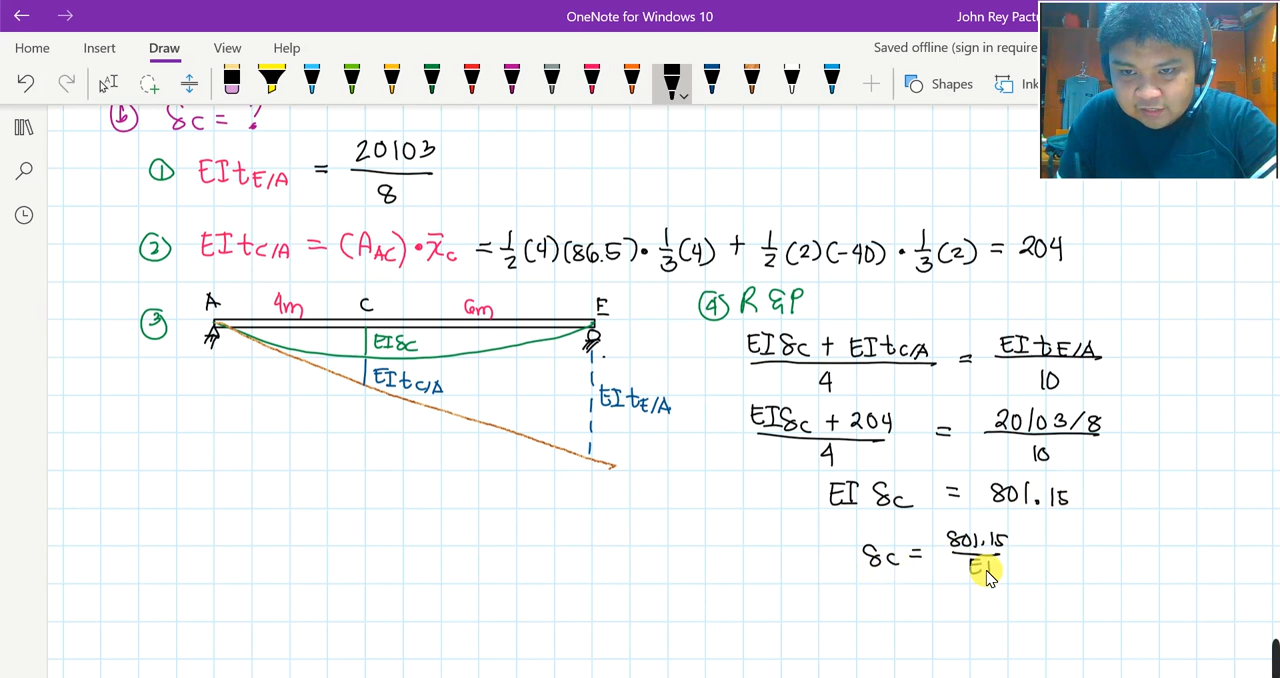 OneNote for Windows 10
John Rey Pactu
Home Insert Draw View Help
Saved offline (sign in require
Shapes
Ink
b δc = ?
1 EItE/A = 20103 / 8
2 EItC/A = (AAC)·x̄c = 1/2(4)(86.5)·1/3(4) + 1/2(2)(-40)·1/3(2) = 204
3 A 4m C 6m E
EIδc
EItC/A
EItE/A
4 R&P
EIδc + EItC/A / 4 = EItE/A / 10
EIδc + 204 / 4 = 20103/8 / 10
EI δc = 801.15
δc = 801.15 / EI